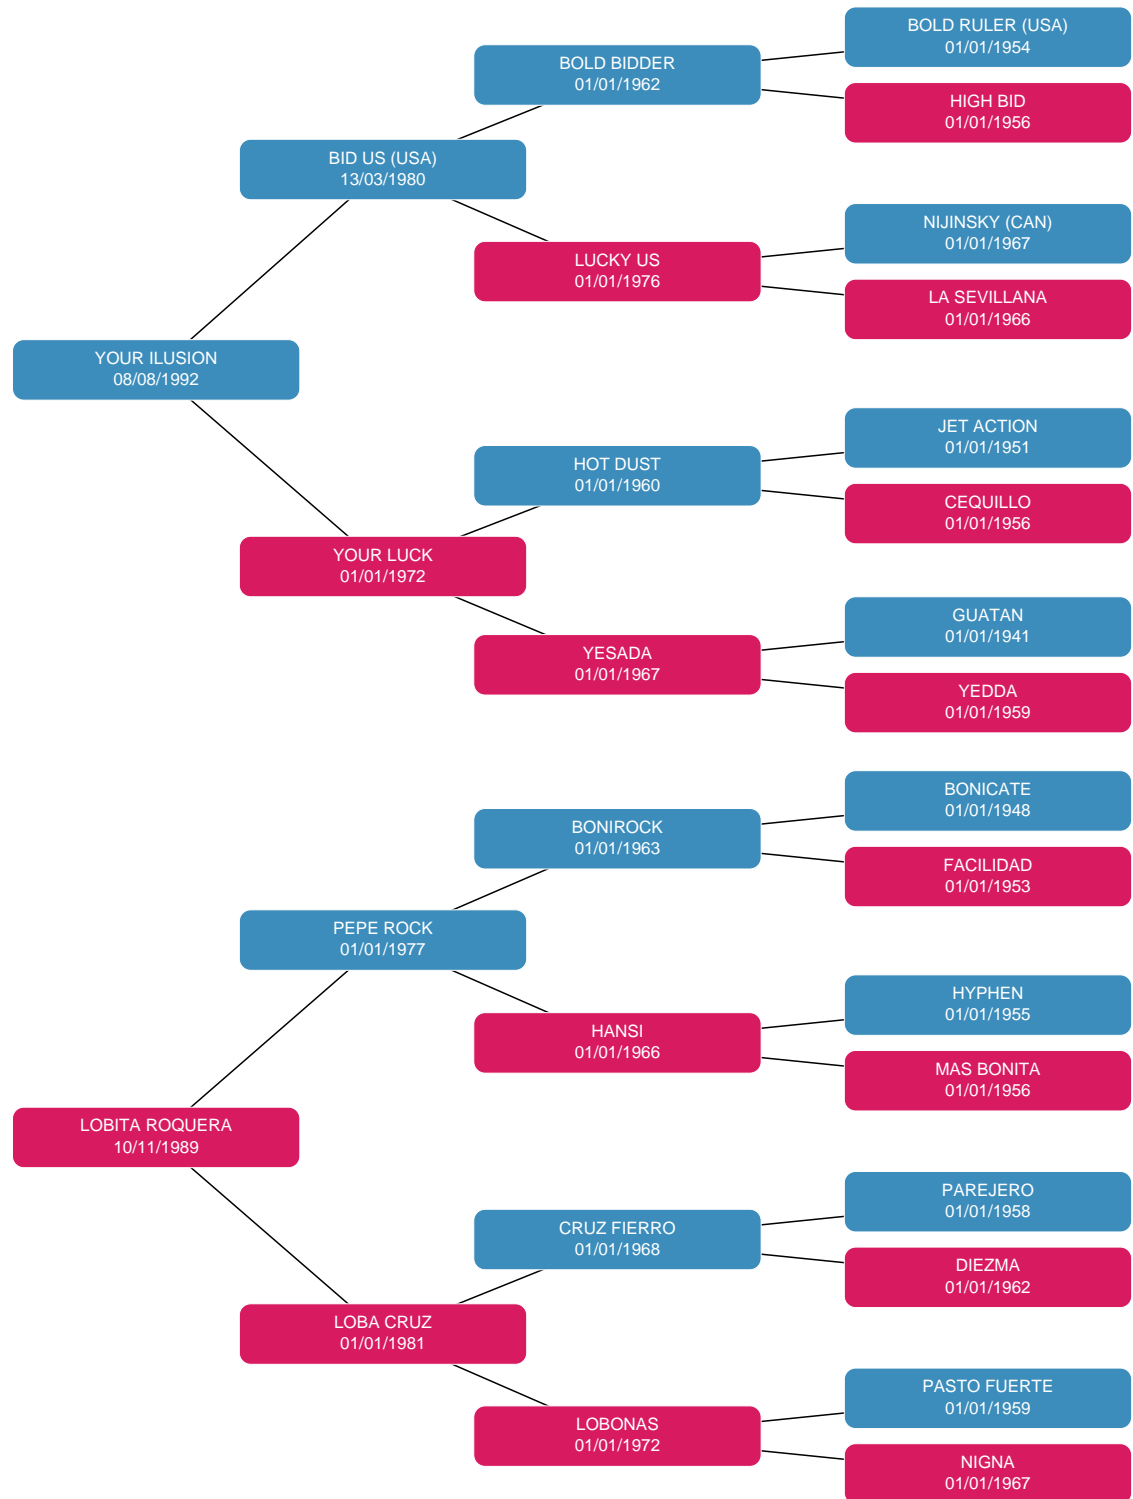 BOLD RULER (USA)
01/01/1954
BOLD BIDDER
01/01/1962
HIGH BID
01/01/1956
BID US (USA)
13/03/1980
NIJINSKY (CAN)
01/01/1967
LUCKY US
01/01/1976
LA SEVILLANA
01/01/1966
YOUR ILUSION
08/08/1992
JET ACTION
01/01/1951
HOT DUST
01/01/1960
CEQUILLO
01/01/1956
YOUR LUCK
01/01/1972
GUATAN
01/01/1941
YESADA
01/01/1967
YEDDA
01/01/1959
BONICATE
01/01/1948
BONIROCK
01/01/1963
FACILIDAD
01/01/1953
PEPE ROCK
01/01/1977
HYPHEN
01/01/1955
HANSI
01/01/1966
MAS BONITA
01/01/1956
LOBITA ROQUERA
10/11/1989
PAREJERO
01/01/1958
CRUZ FIERRO
01/01/1968
DIEZMA
01/01/1962
LOBA CRUZ
01/01/1981
PASTO FUERTE
01/01/1959
LOBONAS
01/01/1972
NIGNA
01/01/1967